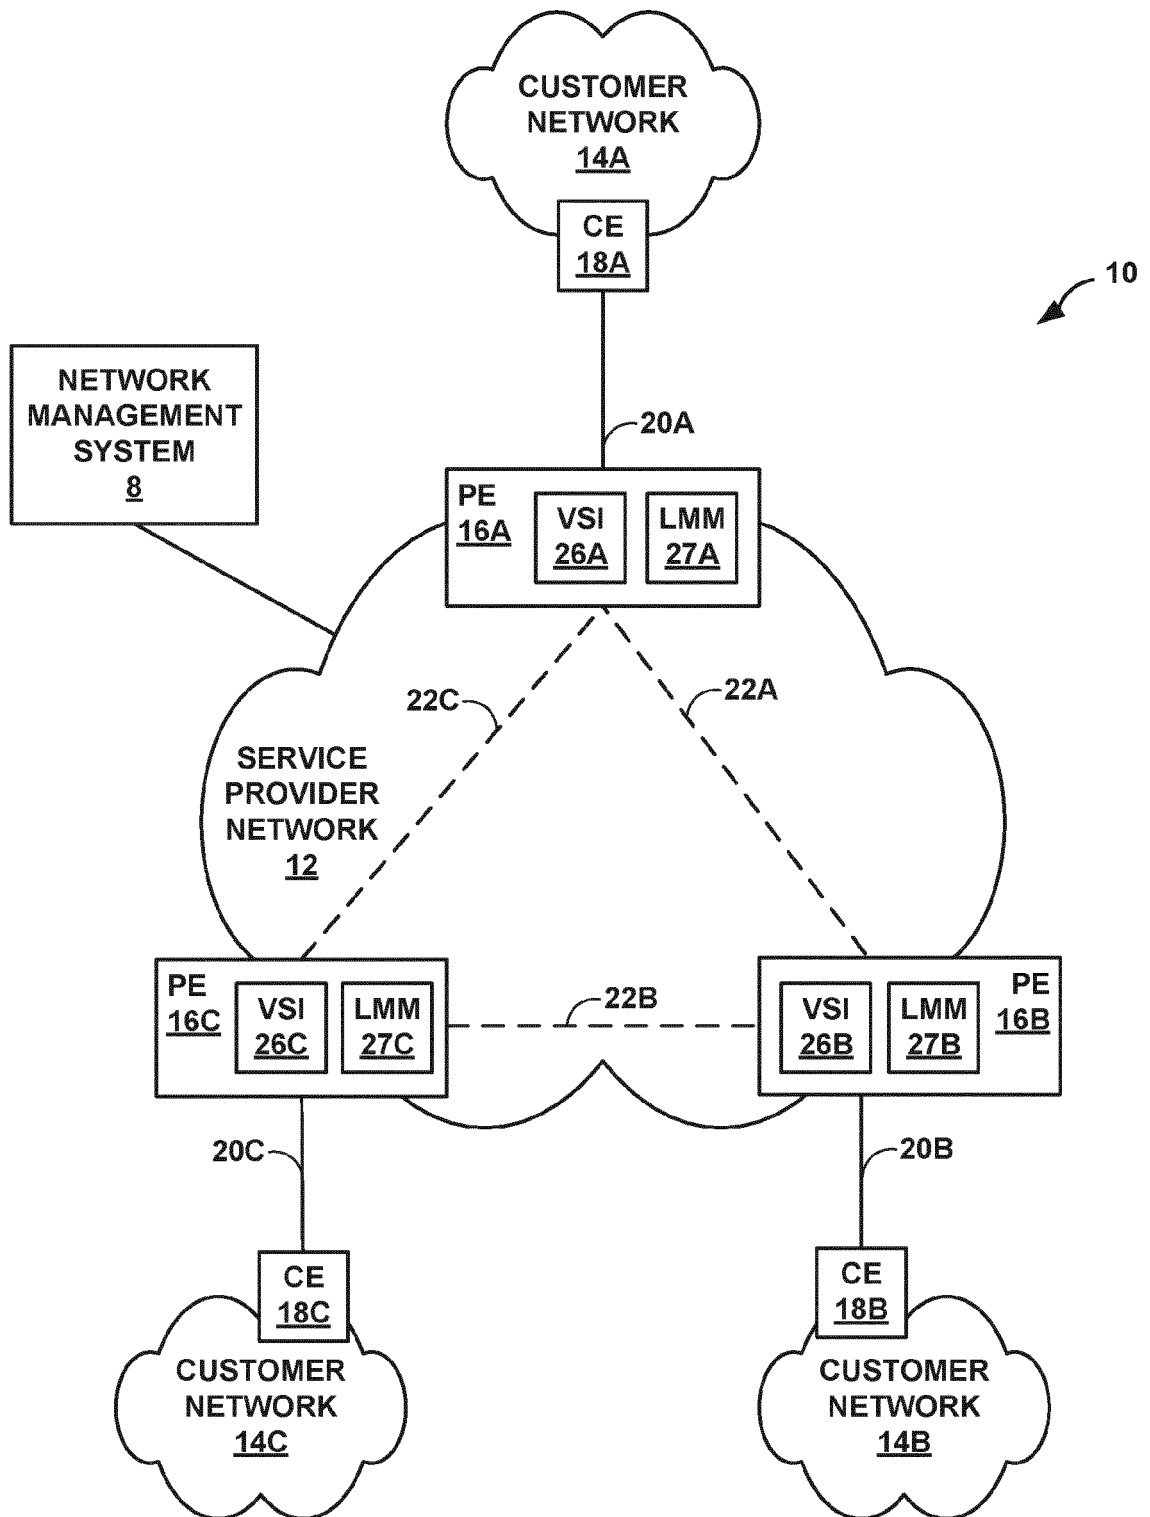 CUSTOMER
NETWORK
14A
CE
18A
10
NETWORK
MANAGEMENT
SYSTEM
8
20A
PE
16A
VSI
26A
LMM
27A
22C
22A
SERVICE
PROVIDER
NETWORK
12
PE
16C
VSI
26C
LMM
27C
22B
VSI
26B
LMM
27B
PE
16B
20C
20B
CE
18C
CUSTOMER
NETWORK
14C
CE
18B
CUSTOMER
NETWORK
14B